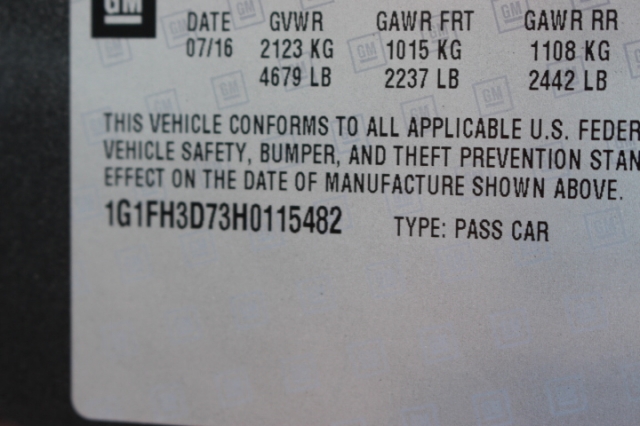 GM
DATE GVWR GAWR FRT GAWR RR
07/16 2123 KG 1015 KG 1108 KG
4679 LB 2237 LB 2442 LB
THIS VEHICLE CONFORMS TO ALL APPLICABLE U.S. FEDER
VEHICLE SAFETY, BUMPER, AND THEFT PREVENTION STAN
EFFECT ON THE DATE OF MANUFACTURE SHOWN ABOVE.
1G1FH3D73H0115482 TYPE: PASS CAR